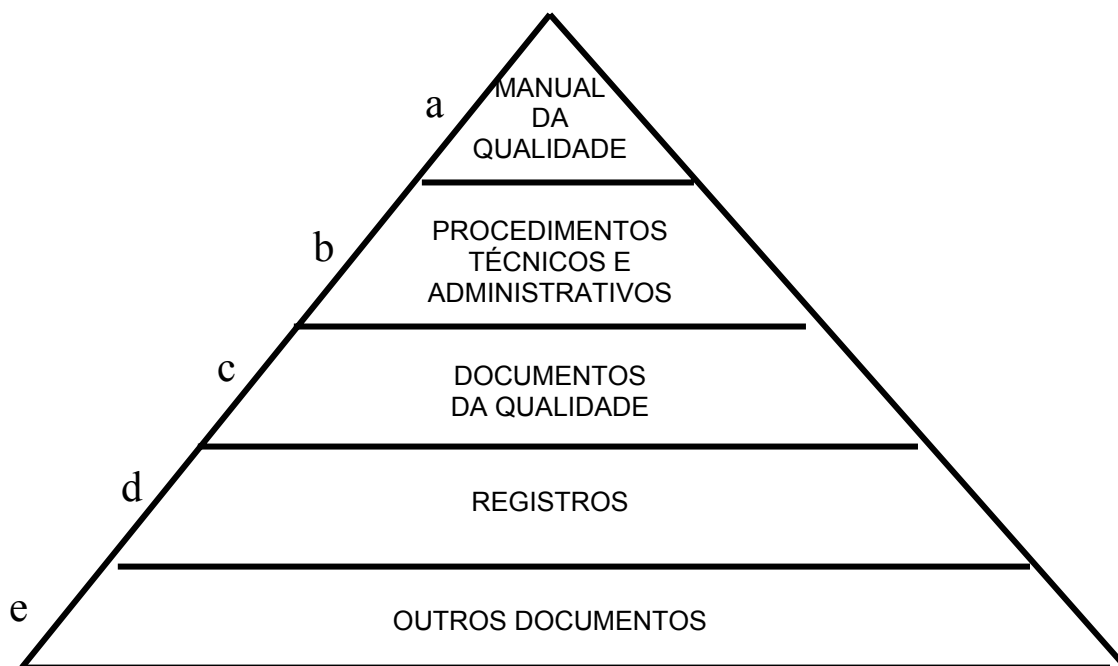 a
MANUAL
DA
QUALIDADE
b
PROCEDIMENTOS
TÉCNICOS E
ADMINISTRATIVOS
c
DOCUMENTOS
DA QUALIDADE
d
REGISTROS
e
OUTROS DOCUMENTOS